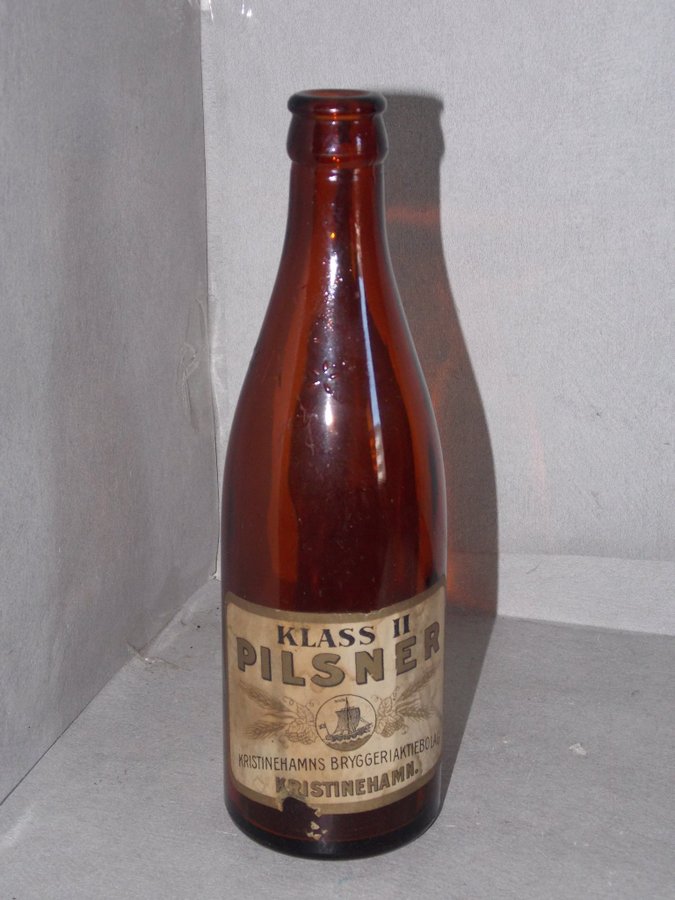 KLASS II
PILSNER
KRISTINEHAMNS BRYGGERIAKTIEBOLAG
KRISTINEHAMN.